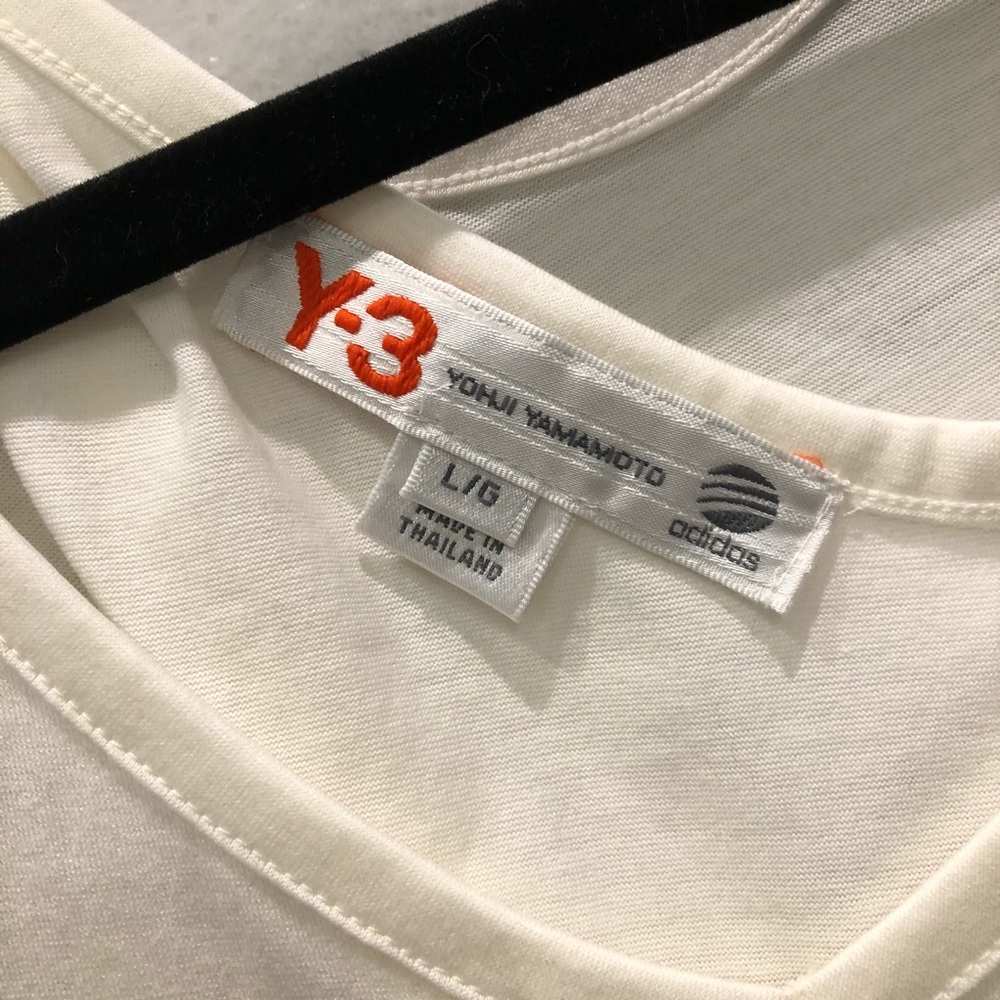 Y-3 YOHJI YAMAMOTO
adidas
L/G
MADE IN
THAILAND